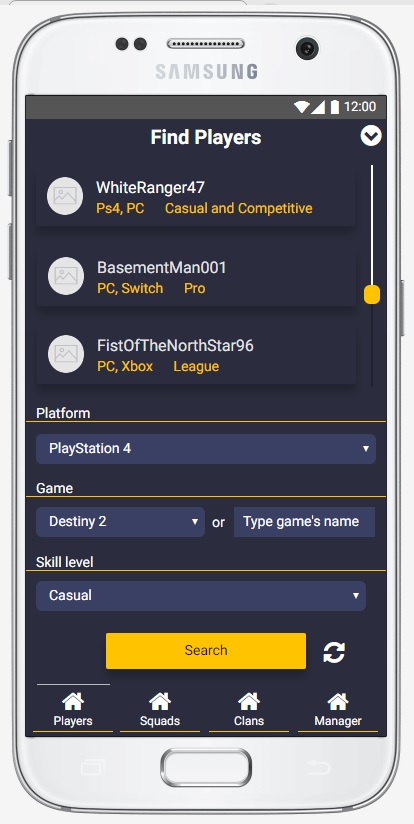 SAMSUNG
12:00
Find Players
WhiteRanger47
Ps4, PC Casual and Competitive
BasementMan001
PC, Switch Pro
FistOfTheNorthStar96
PC, Xbox League
Platform
PlayStation 4
Game
Destiny 2 or Type game's name
Skill level
Casual
Search
Players Squads Clans Manager